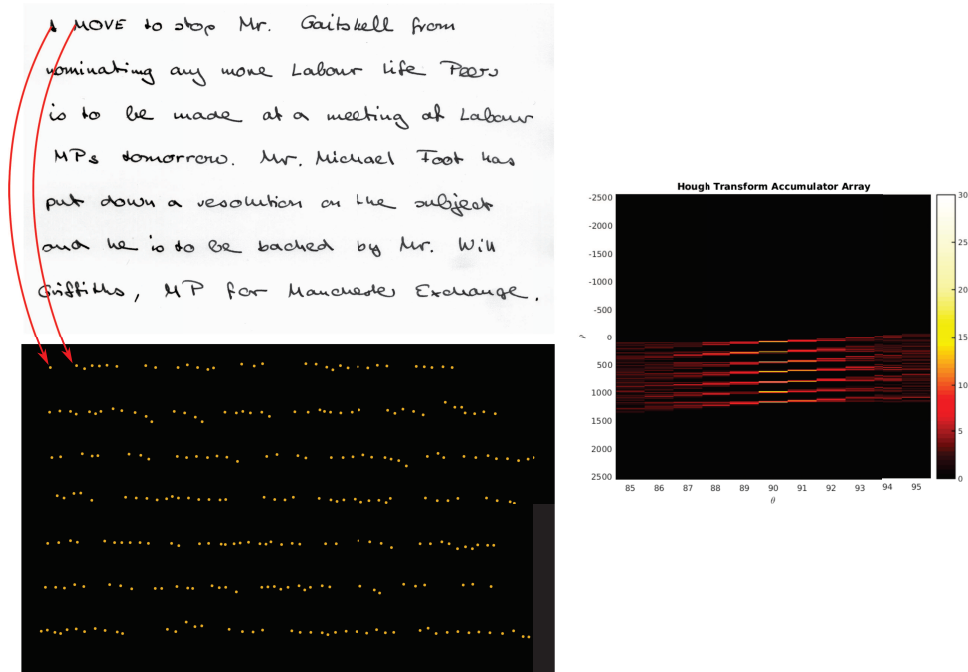 A MOVE to stop Mr. Gaitskell from
nominating any more Labour Life Peers
is to be made at a meeting of Labour
MPs tomorrow. Mr. Michael Foot has
put down a resolution on the subject
and he is to be backed by Mr. Will
Griffiths, MP for Manchester Exchange.
Hough Transform Accumulator Array
-2500
-2000
-1500
-1000
-500
0
500
1000
1500
2000
2500
ρ
85 86 87 88 89 90 91 92 93 94 95
θ
30
25
20
15
10
5
0